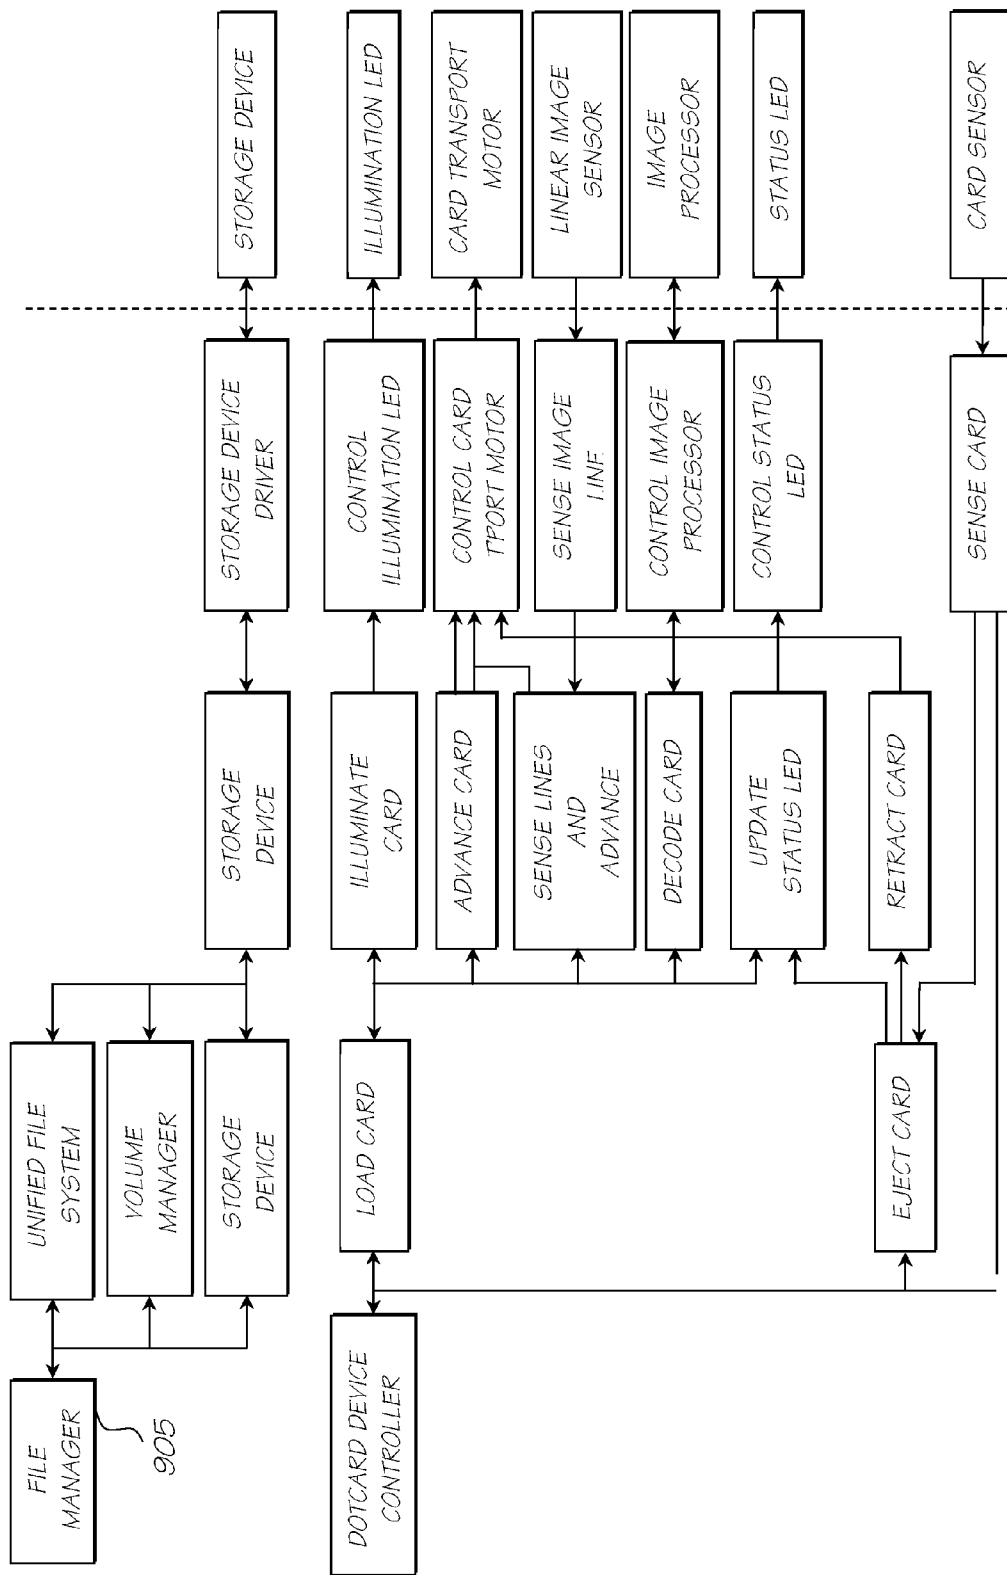 FILE
MANAGER
905
DOTCARD DEVICE
CONTROLLER
UNIFIED FILE
SYSTEM
VOLUME
MANAGER
STORAGE
DEVICE
LOAD CARD
EJECT CARD
STORAGE
DEVICE
ILLUMINATE
CARD
ADVANCE CARD
SENSE LINES
AND
ADVANCE
DECODE CARD
UPDATE
STATUS LED
RETRACT CARD
STORAGE DEVICE
DRIVER
CONTROL
ILLUMINATION LED
CONTROL CARD
T'PORT MOTOR
SENSE IMAGE
I.INF.
CONTROL IMAGE
PROCESSOR
CONTROL STATUS
LED
SENSE CARD
STORAGE DEVICE
ILLUMINATION LED
CARD TRANSPORT
MOTOR
LINEAR IMAGE
SENSOR
IMAGE
PROCESSOR
STATUS LED
CARD SENSOR